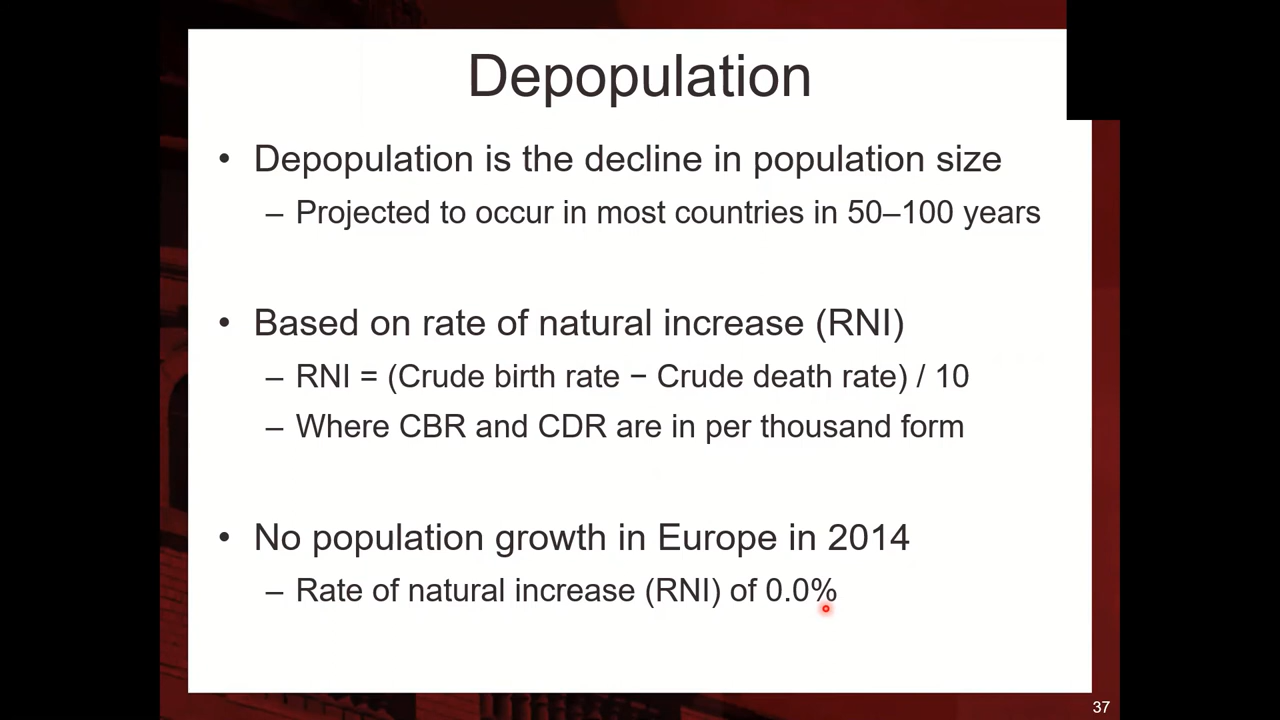 Depopulation
• Depopulation is the decline in population size
– Projected to occur in most countries in 50–100 years
• Based on rate of natural increase (RNI)
– RNI = (Crude birth rate − Crude death rate) / 10
– Where CBR and CDR are in per thousand form
• No population growth in Europe in 2014
– Rate of natural increase (RNI) of 0.0%
37